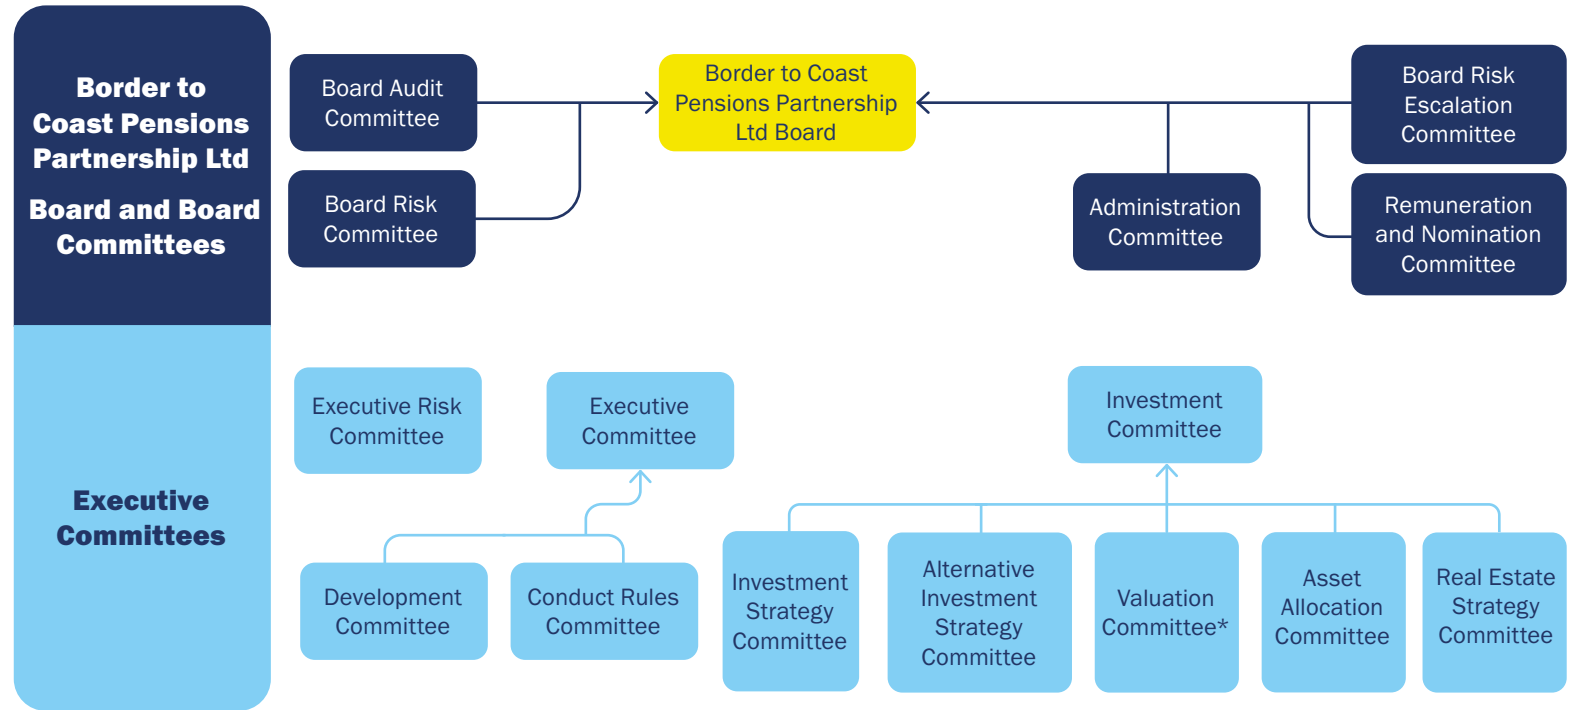 Border to
Coast Pensions
Partnership Ltd
Board and Board
Committees
Board Audit
Committee
Board Risk
Committee
Border to Coast
Pensions Partnership
Ltd Board
Administration
Committee
Board Risk
Escalation
Committee
Remuneration
and Nomination
Committee
Executive
Committees
Executive Risk
Committee
Executive
Committee
Development
Committee
Conduct Rules
Committee
Investment
Committee
Investment
Strategy
Committee
Alternative
Investment
Strategy
Committee
Valuation
Committee*
Asset
Allocation
Committee
Real Estate
Strategy
Committee